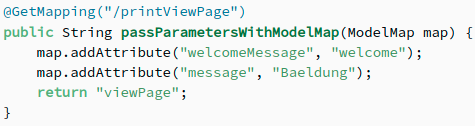 @GetMapping("/printViewPage")
public String passParametersWithModelMap(ModelMap map) {
    map.addAttribute("welcomeMessage", "welcome");
    map.addAttribute("message", "Baeldung");
    return "viewPage";
}